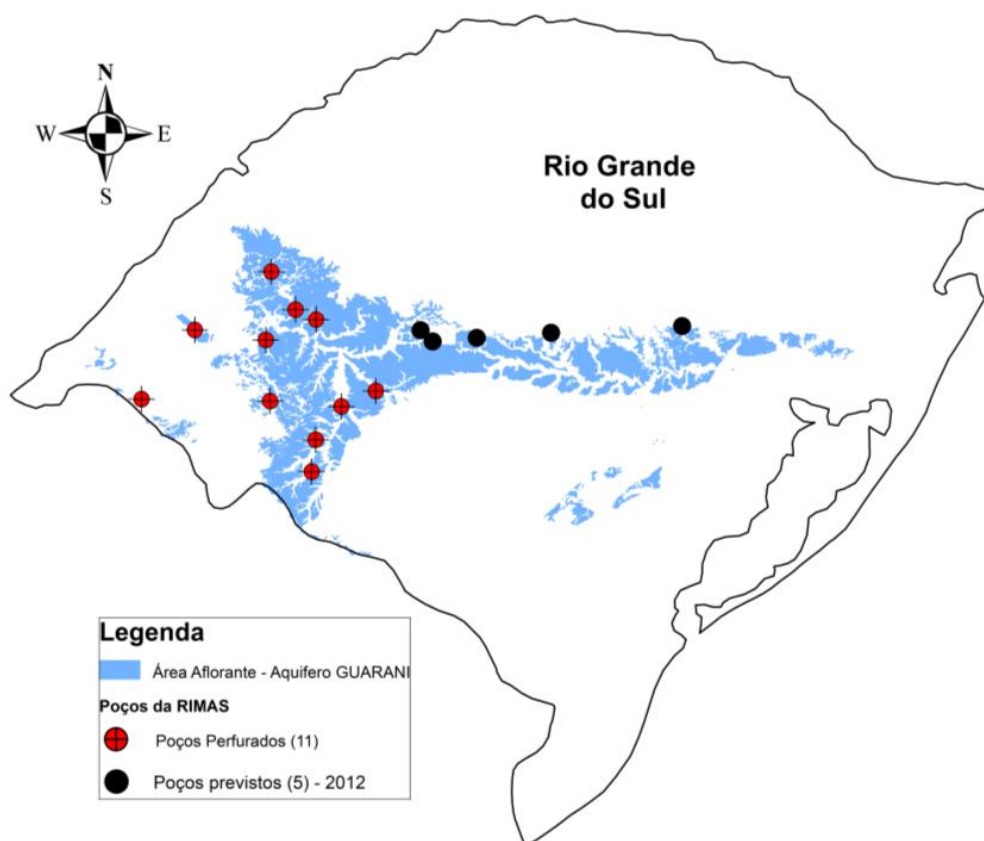 N
W
E
S
Rio Grande
do Sul
Legenda
Área Aflorante - Aquifero GUARANI
Poços da RIMAS
Poços Perfurados (11)
Poços previstos (5) - 2012